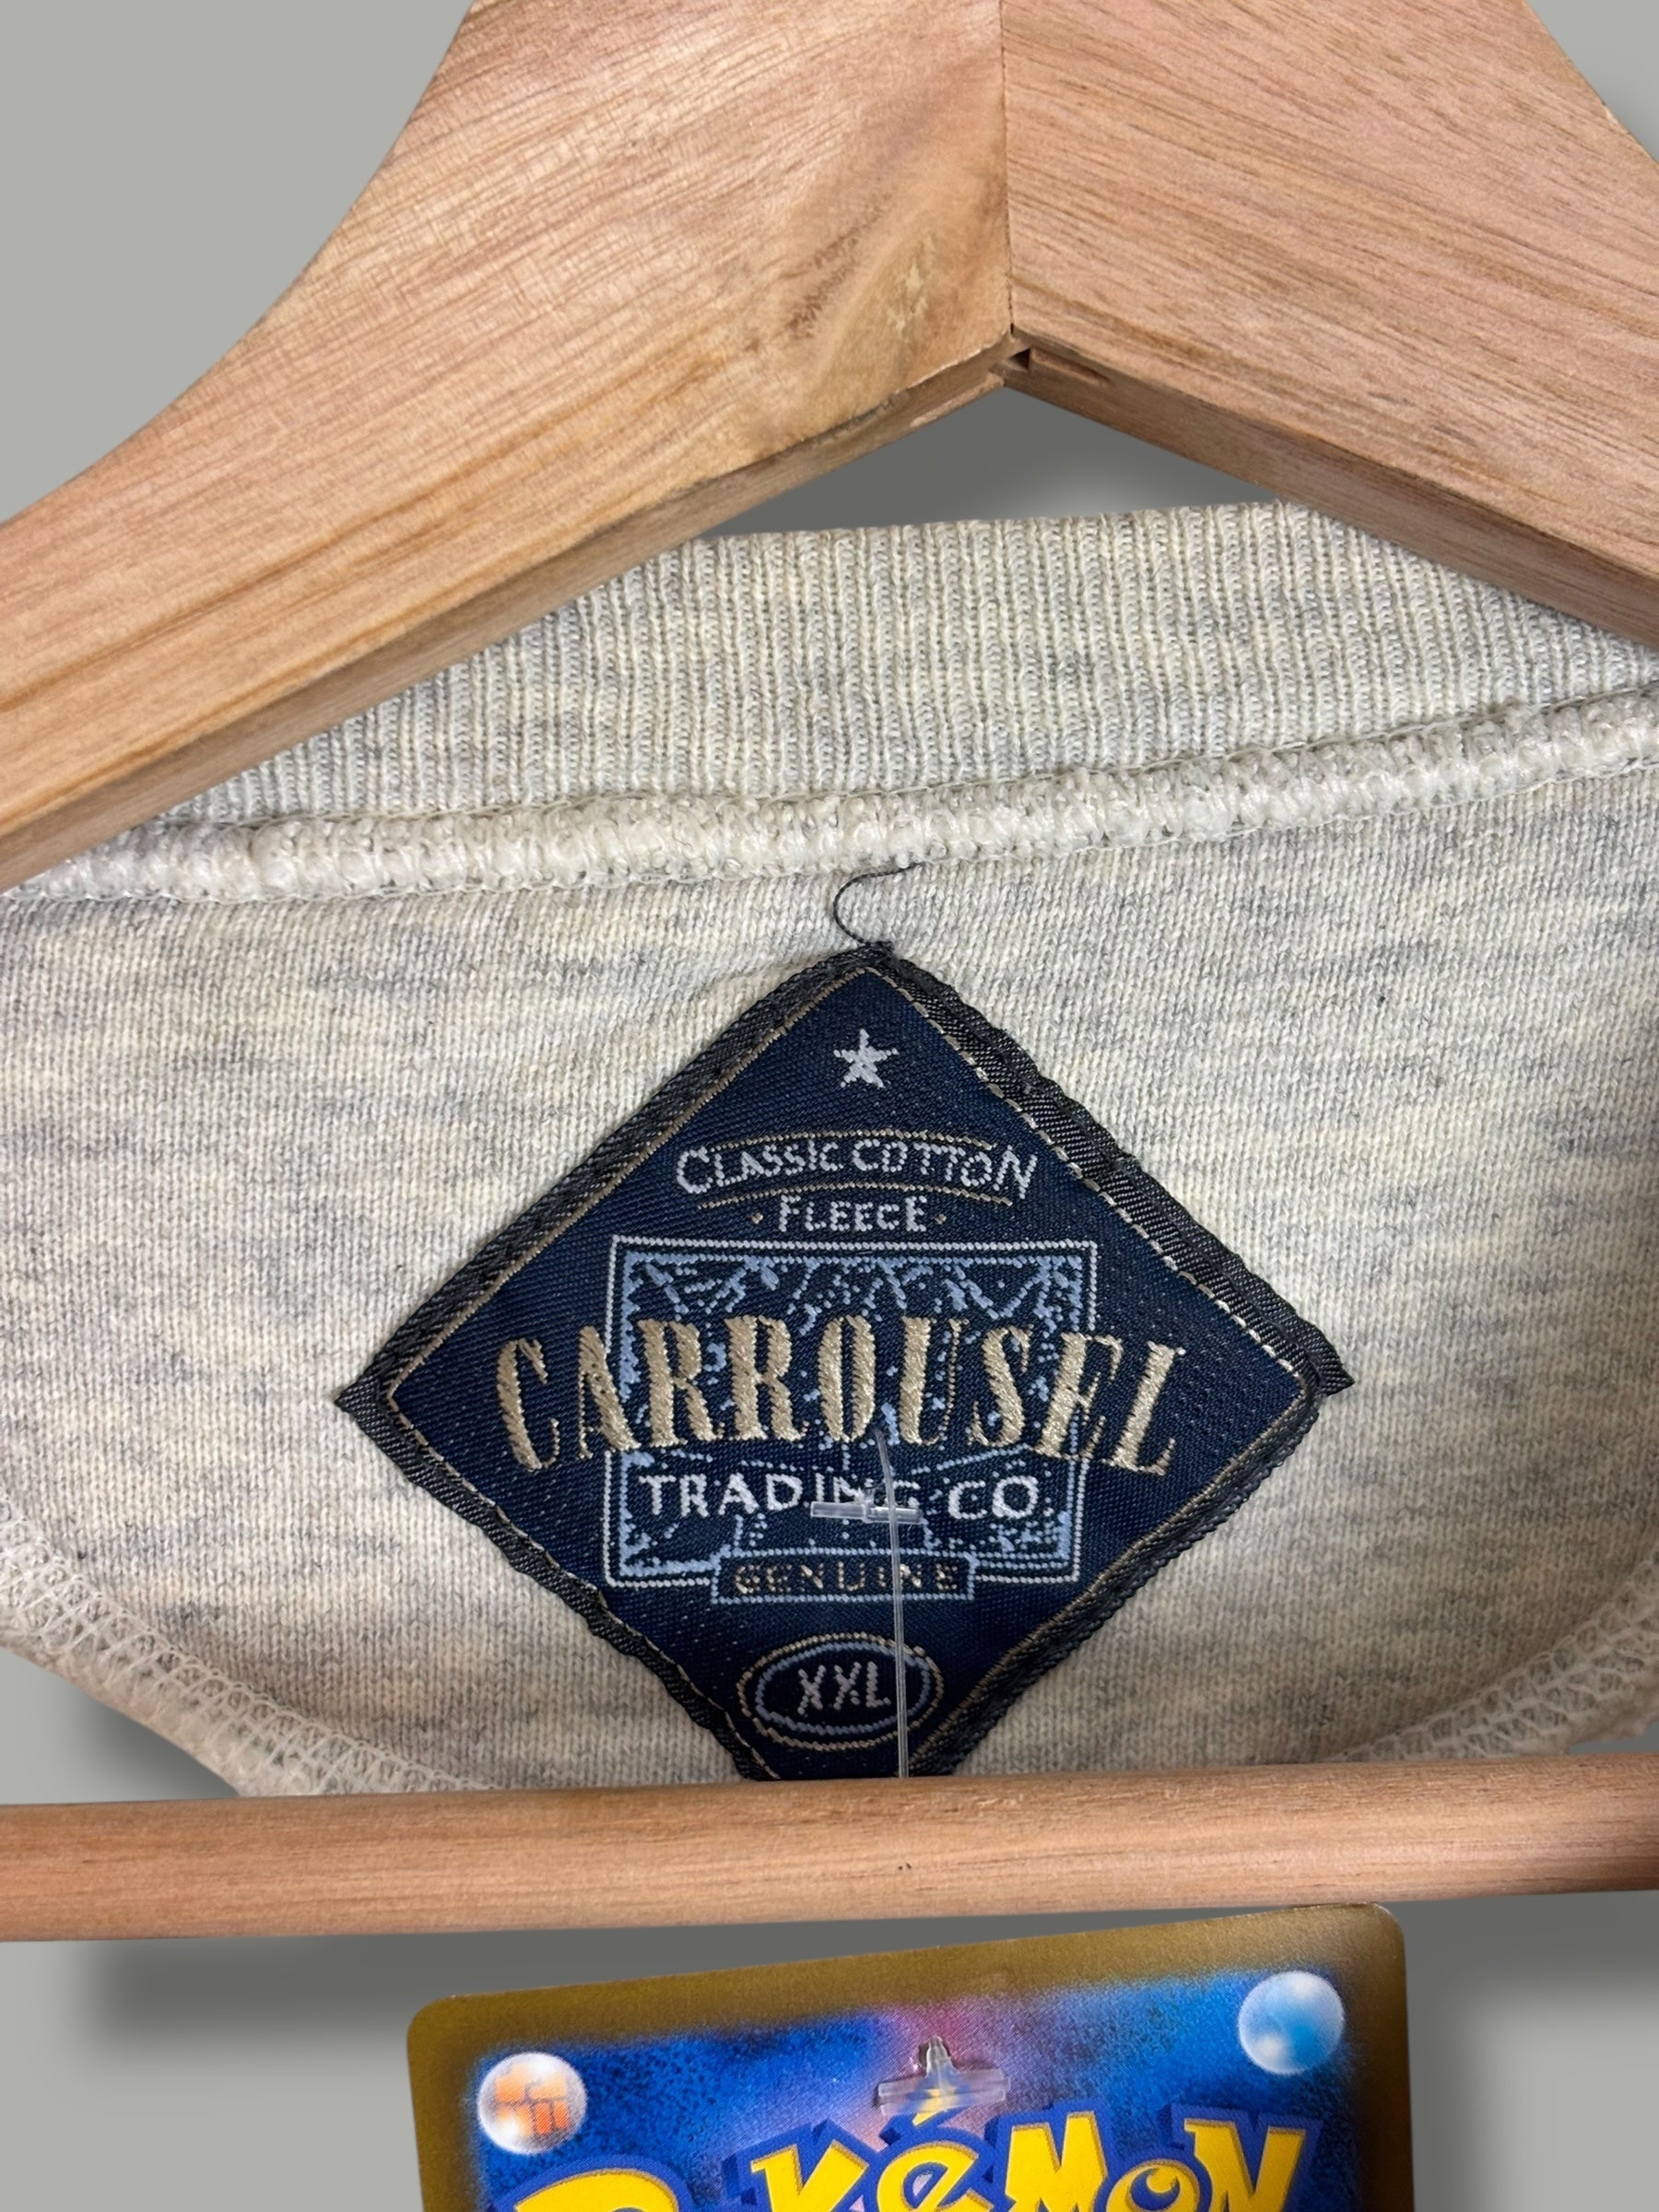 CLASSIC COTTON
FLEECE
CARROUSEL
TRADING CO.
GENUINE
XXL
POKÉMON